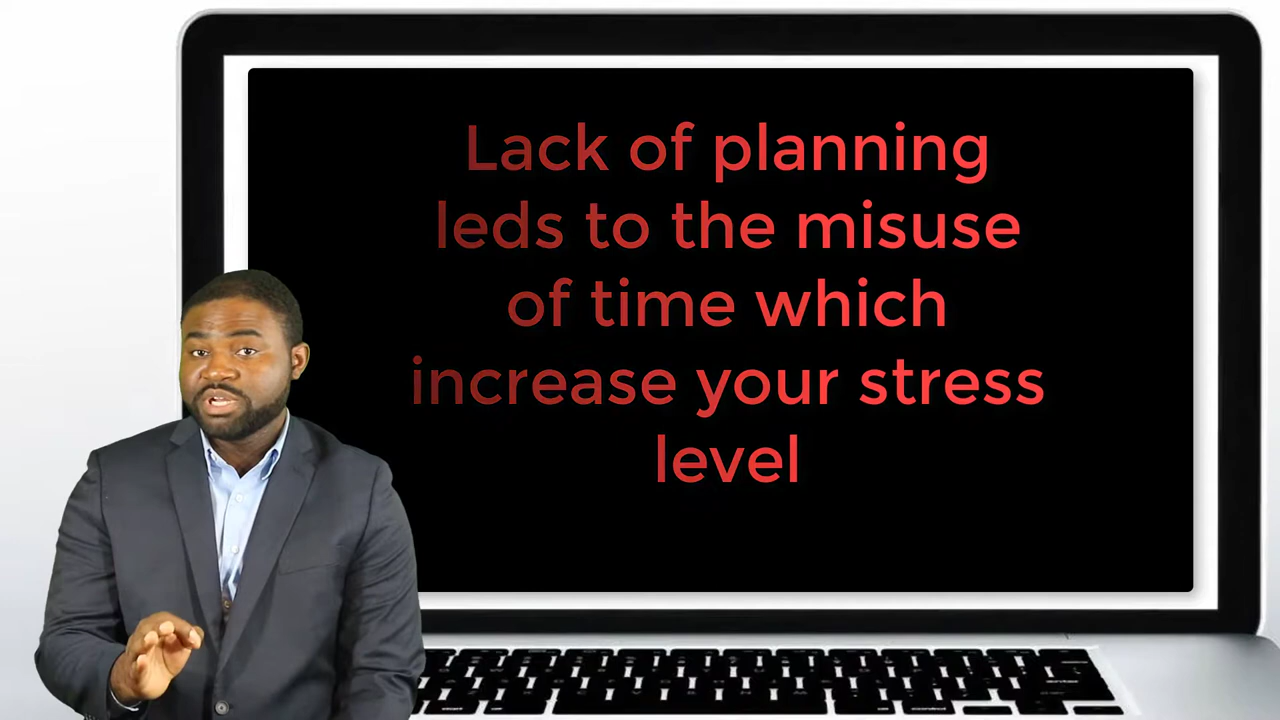 Lack of planning
leds to the misuse
of time which
increase your stress
level